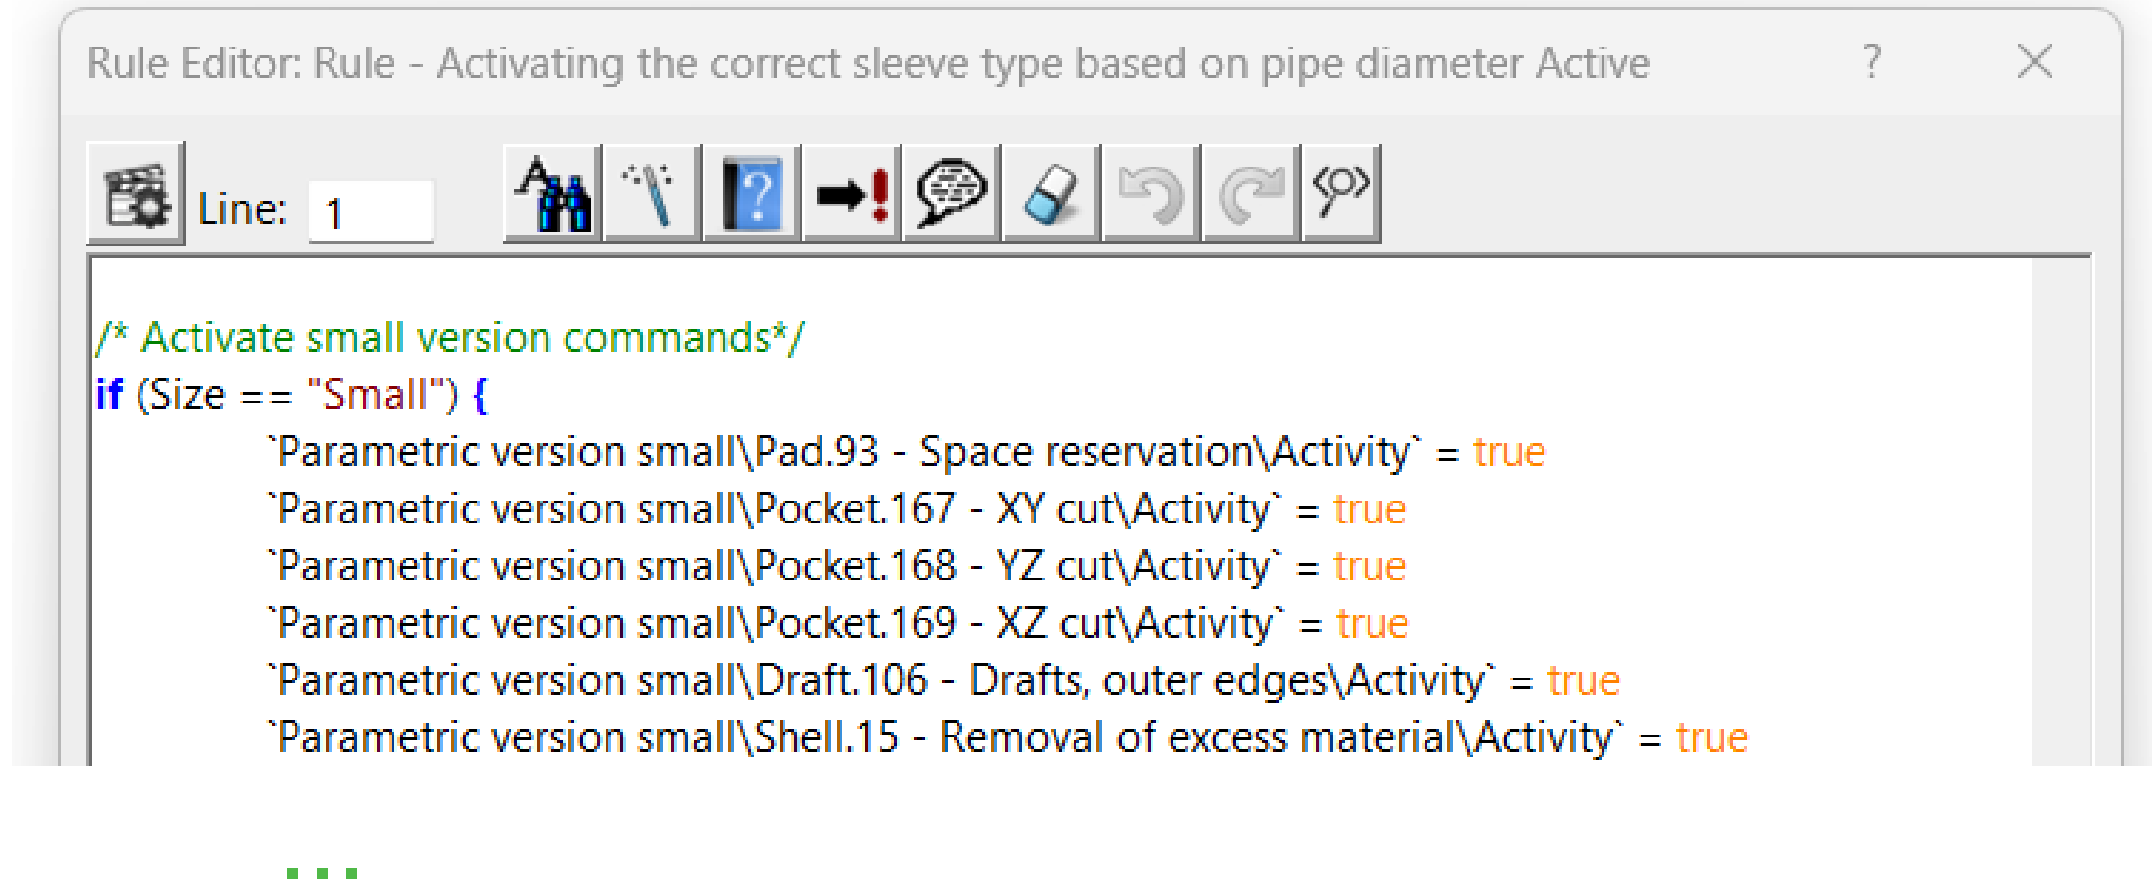 Rule Editor: Rule - Activating the correct sleeve type based on pipe diameter Active ?
Line: 1
/* Activate small version commands*/
if (Size == "Small") {
`Parametric version small\Pad.93 - Space reservation\Activity` = true
`Parametric version small\Pocket.167 - XY cut\Activity` = true
`Parametric version small\Pocket.168 - YZ cut\Activity` = true
`Parametric version small\Pocket.169 - XZ cut\Activity` = true
`Parametric version small\Draft.106 - Drafts, outer edges\Activity` = true
`Parametric version small\Shell.15 - Removal of excess material\Activity` = true
...